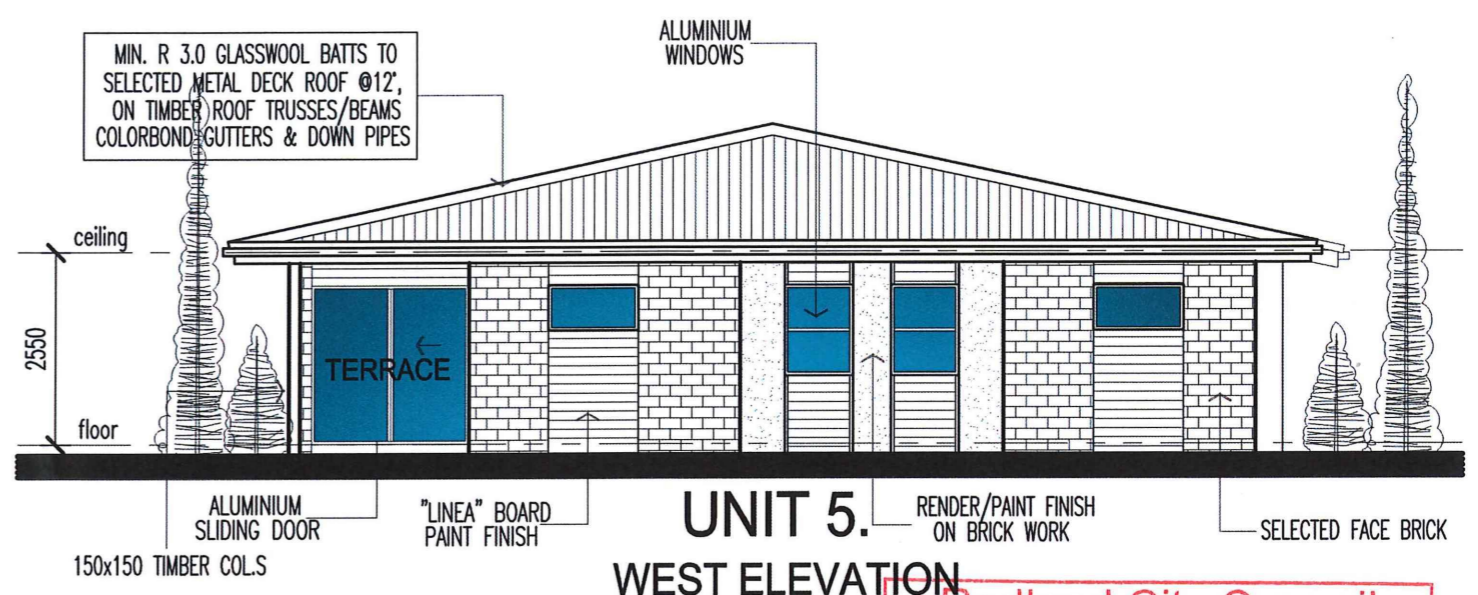 MIN. R 3.0 GLASSWOOL BATTS TO
SELECTED METAL DECK ROOF @12°,
ON TIMBER ROOF TRUSSES/BEAMS
COLORBOND GUTTERS & DOWN PIPES
ALUMINIUM
WINDOWS
ceiling
2550
floor
TERRACE
ALUMINIUM
SLIDING DOOR
150x150 TIMBER COL.S
"LINEA" BOARD
PAINT FINISH
UNIT 5.
WEST ELEVATION
RENDER/PAINT FINISH
ON BRICK WORK
SELECTED FACE BRICK